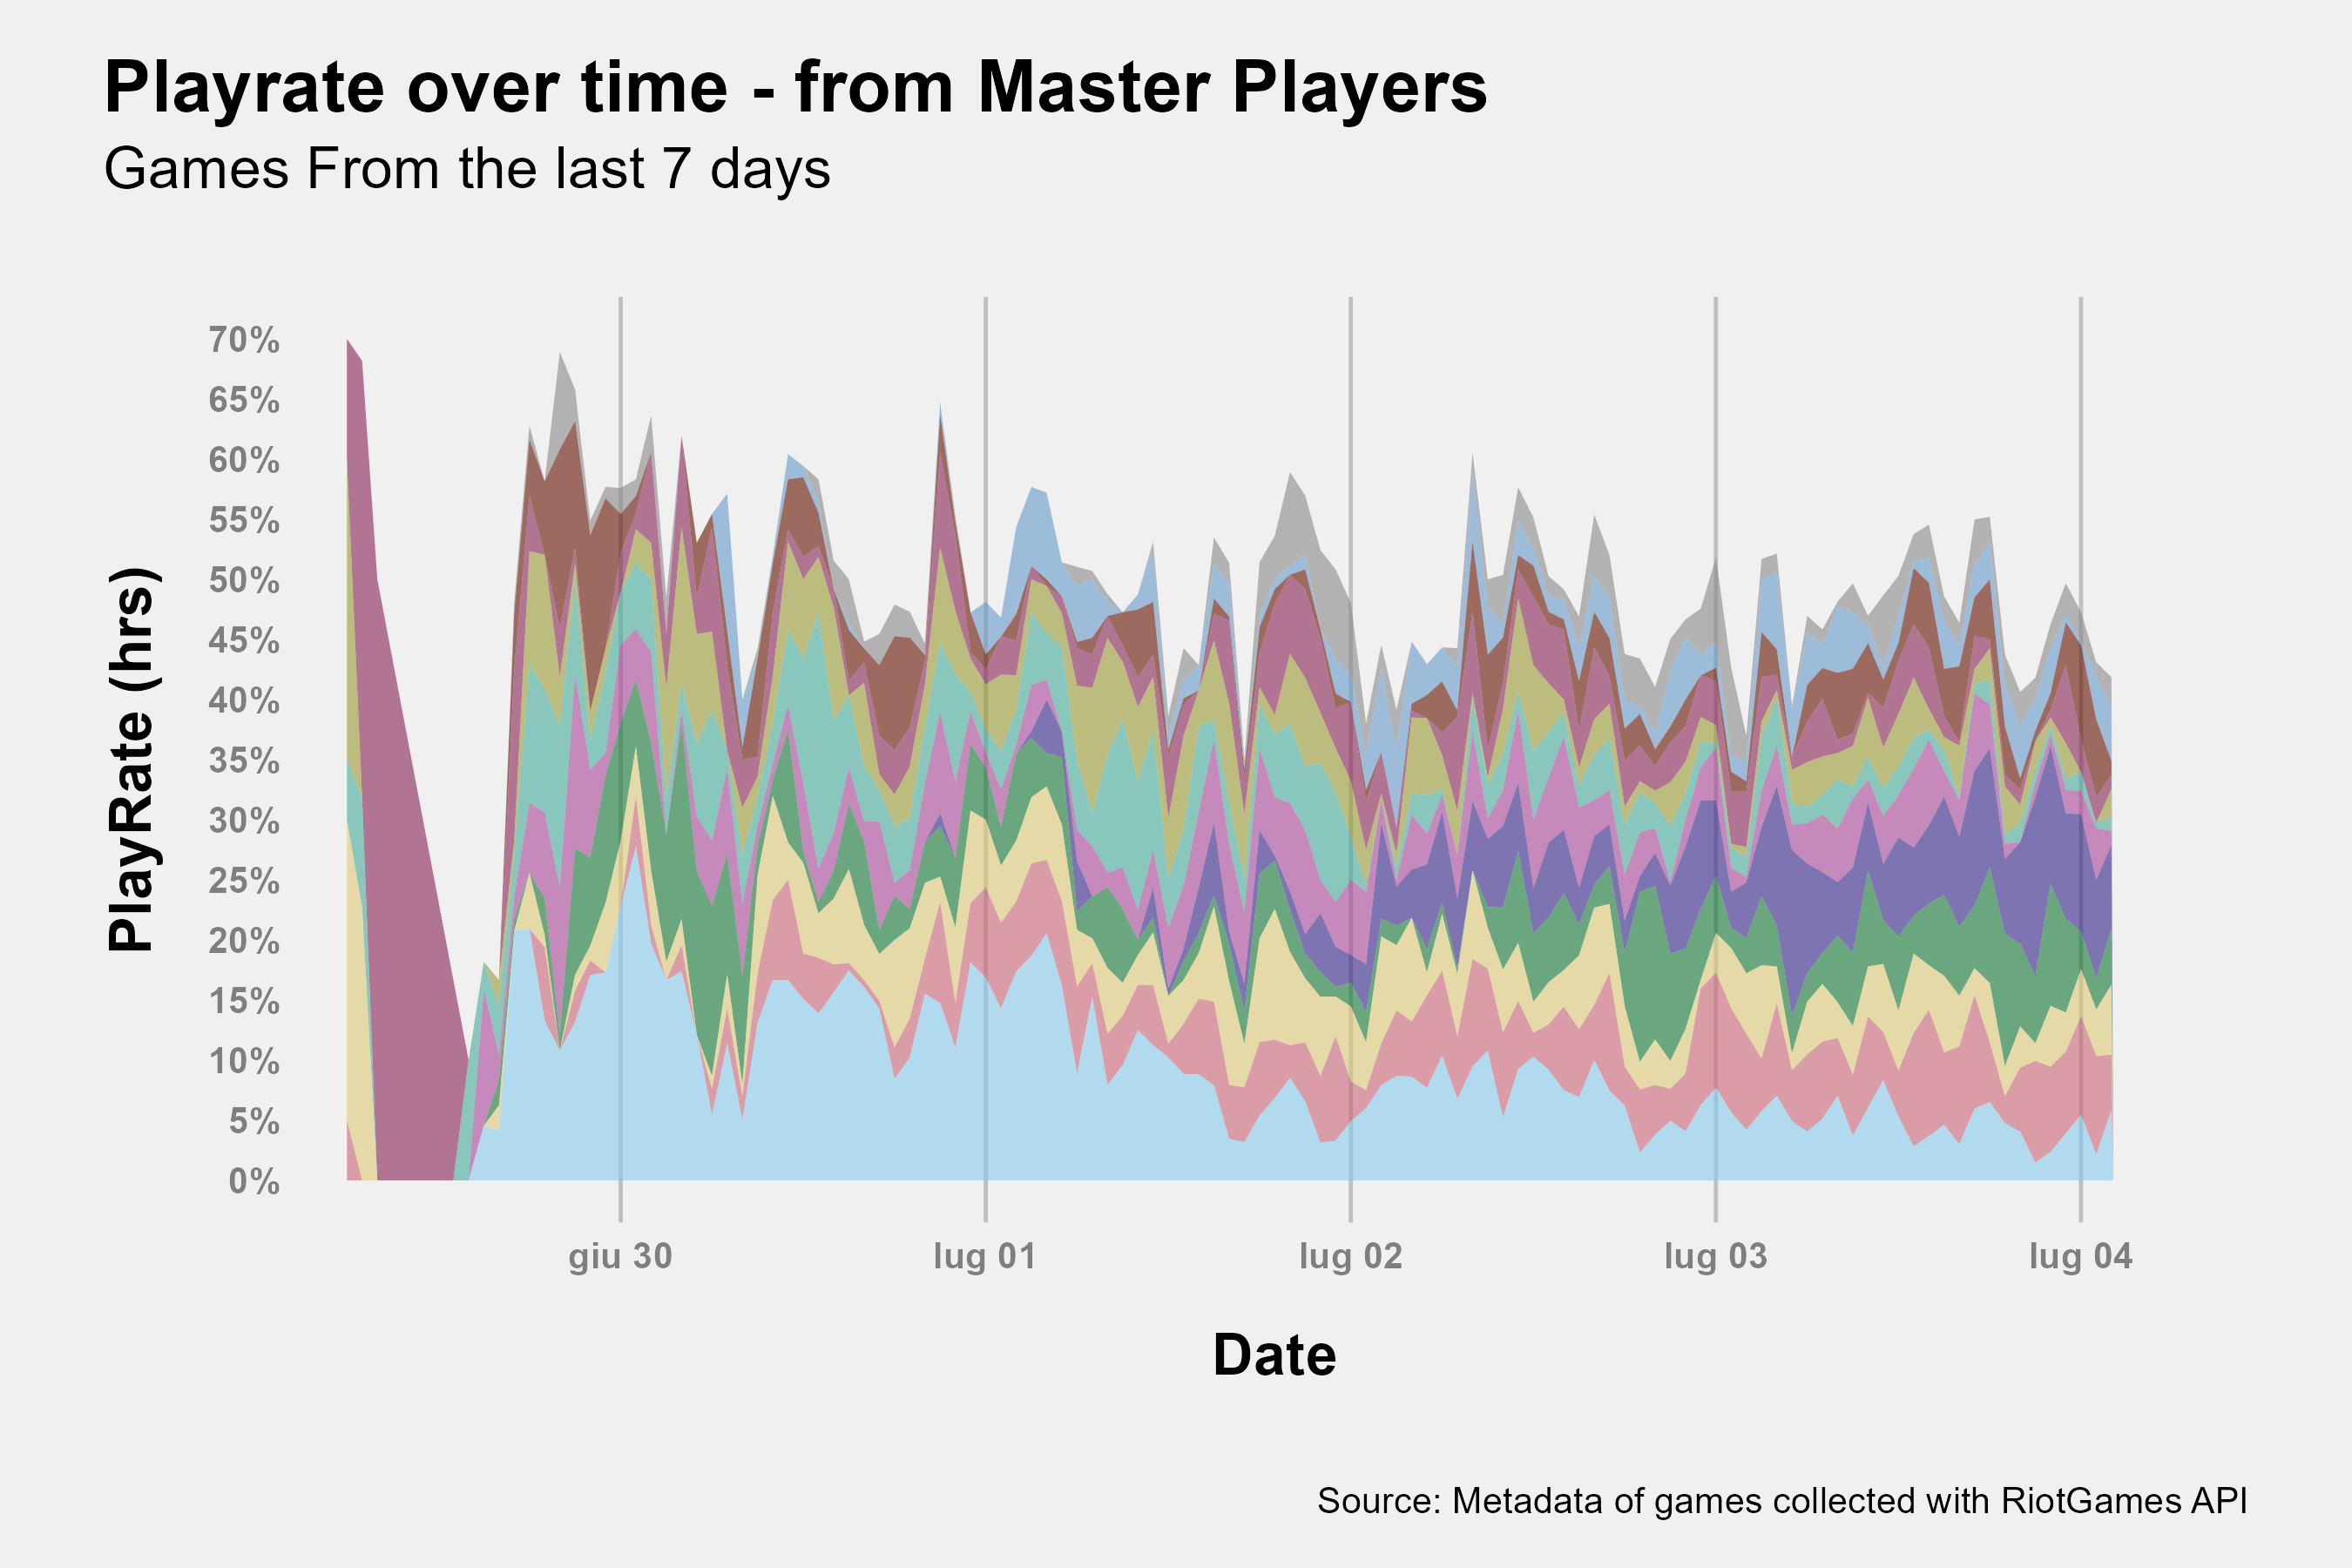 Playrate over time - from Master Players
Games From the last 7 days
70%
65%
60%
55%
50%
45%
40%
35%
30%
25%
20%
15%
10%
5%
0%
PlayRate (hrs)
giu 30
lug 01
lug 02
lug 03
lug 04
Date
Source: Metadata of games collected with RiotGames API